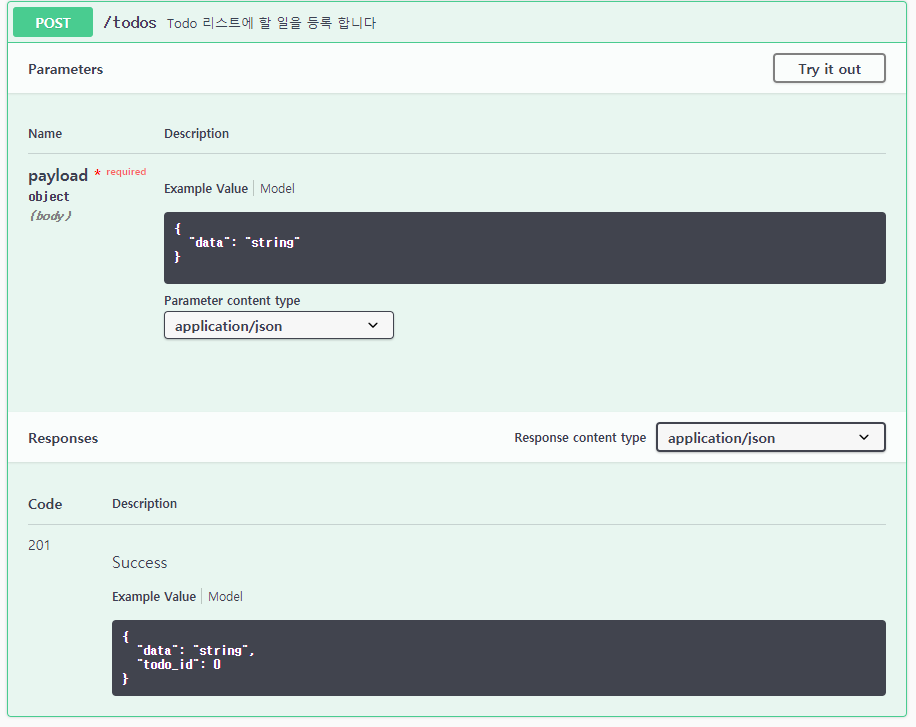 POST /todos Todo 리스트에 할 일을 등록 합니다
Parameters Try it out
Name Description
payload * required
object
(body)
Example Value Model
{
"data": "string"
}
Parameter content type
application/json
Responses Response content type application/json
Code Description
201
Success
Example Value Model
{
"data": "string",
"todo_id": 0
}